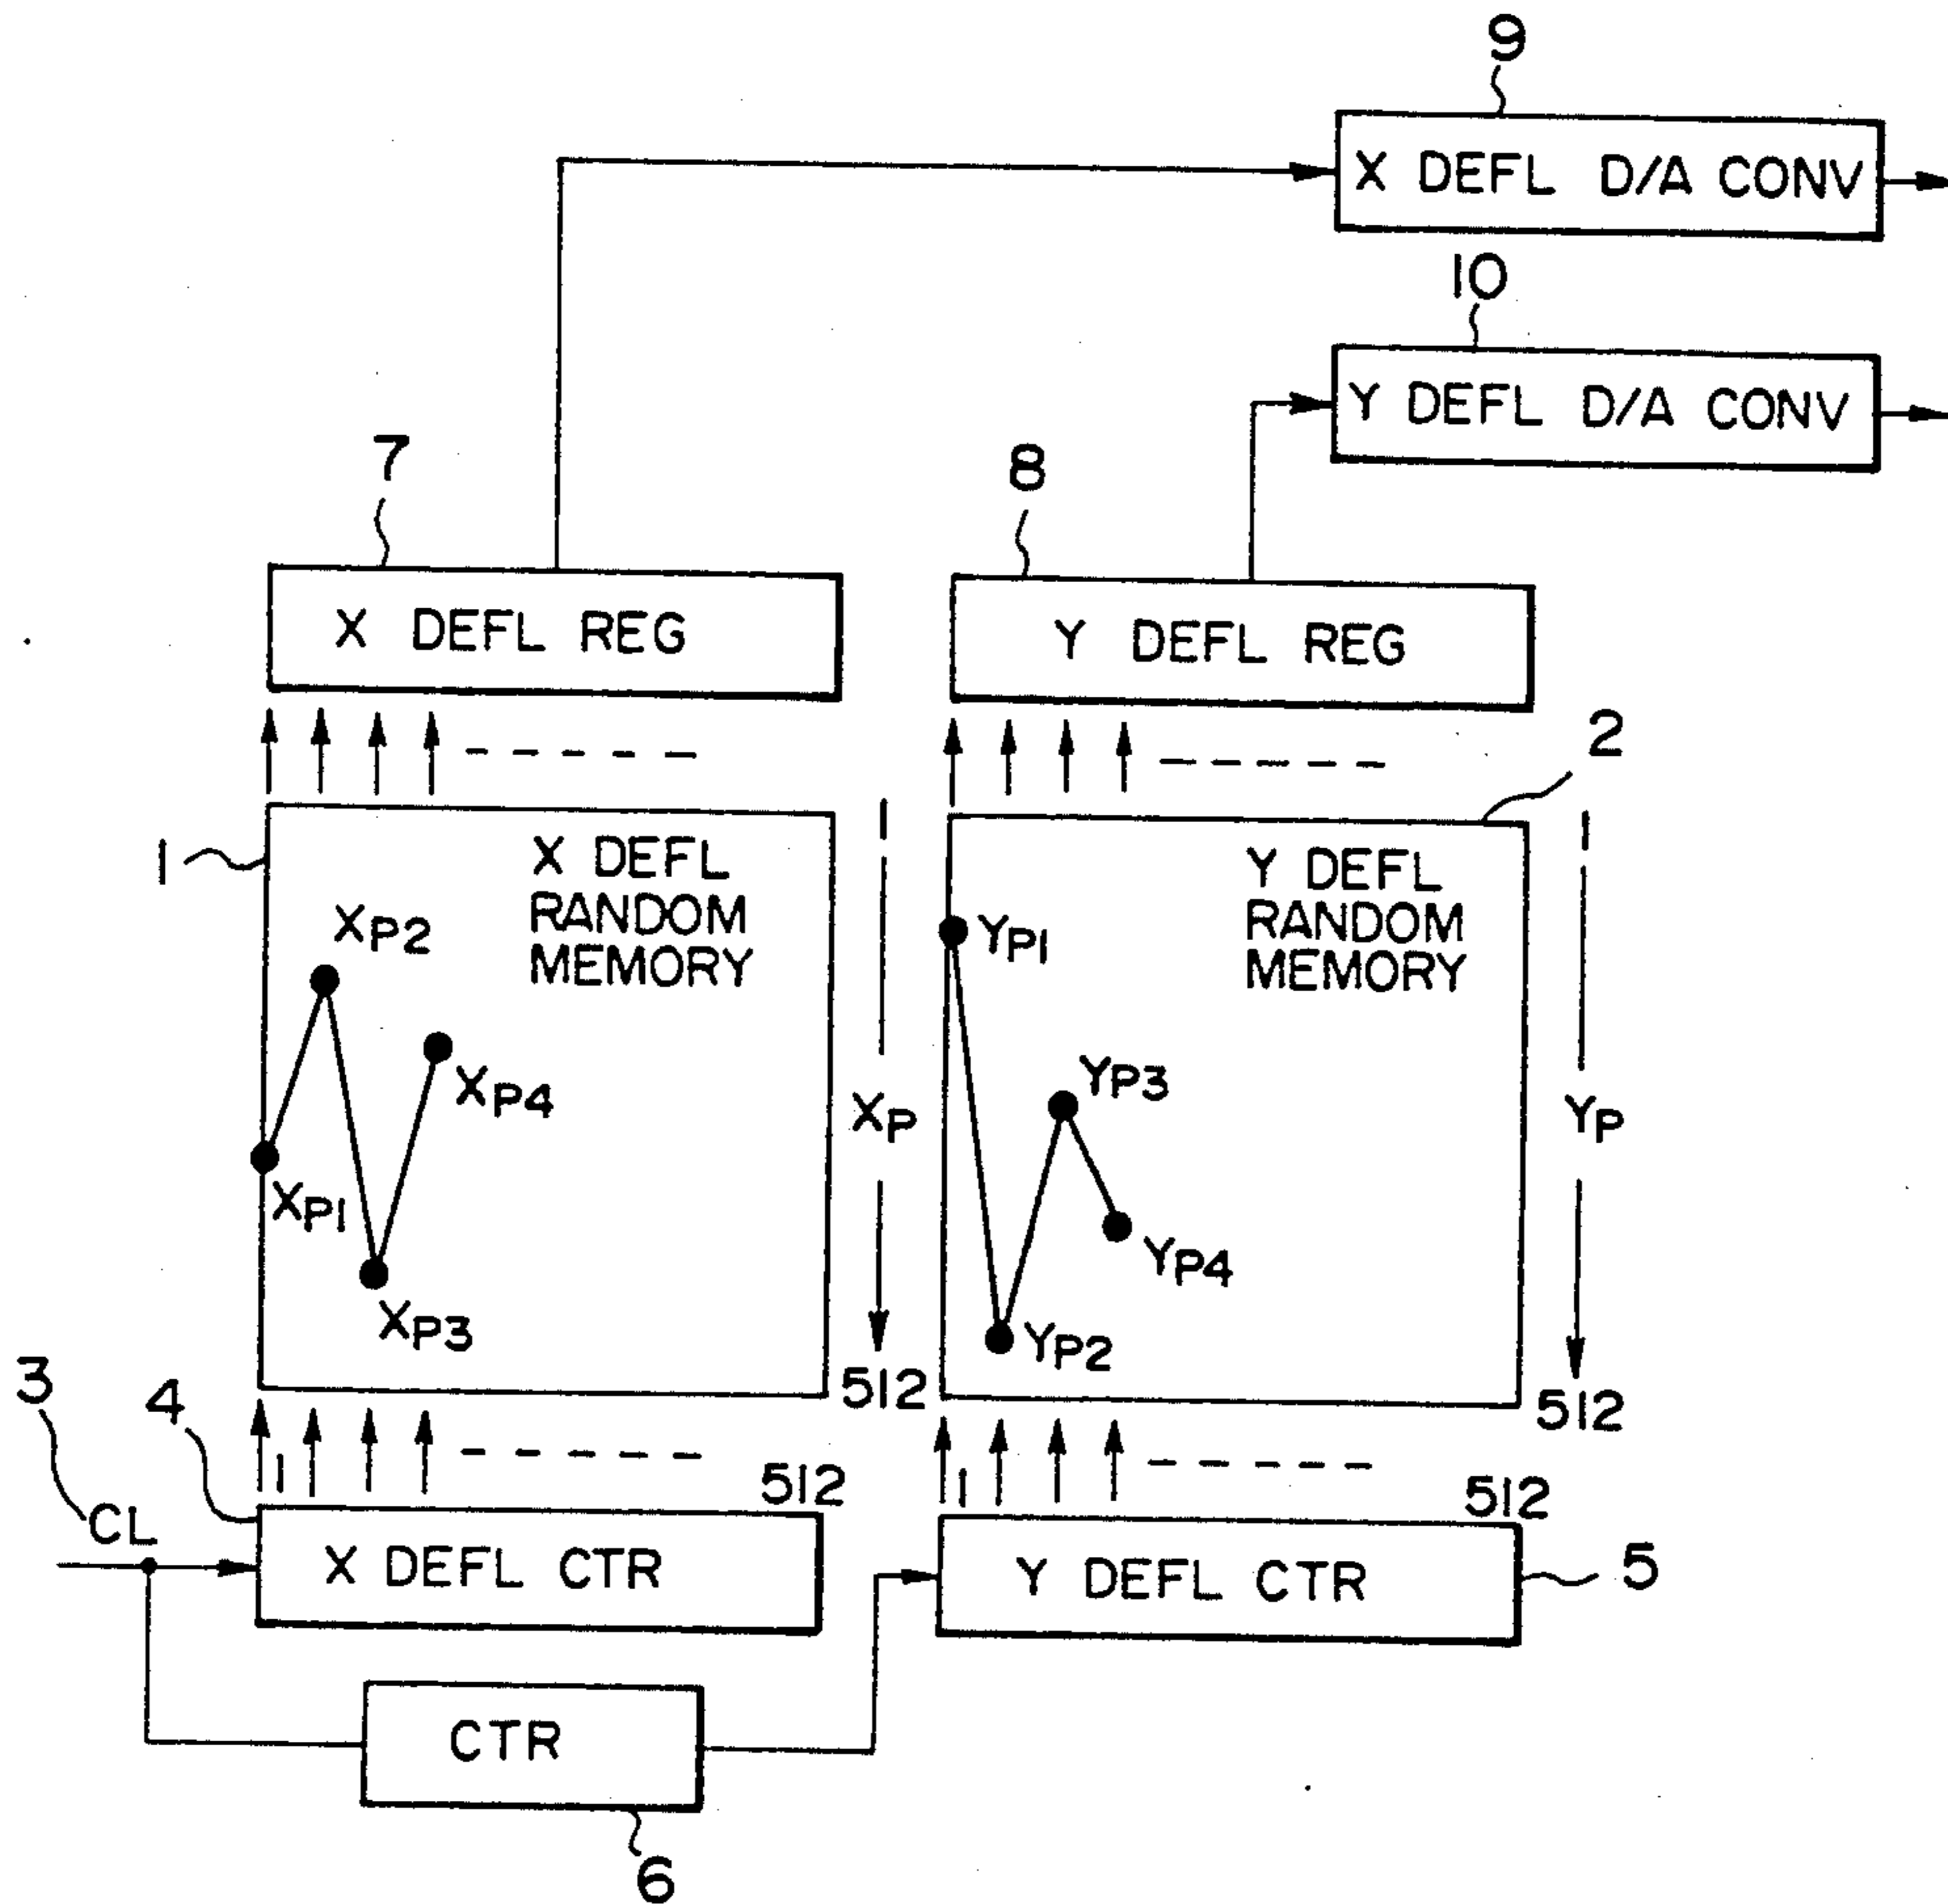 9
X DEFL D/A CONV
10
Y DEFL D/A CONV
7
8
X DEFL REG
Y DEFL REG
2
1
X DEFL
RANDOM
MEMORY
XP2
XP4
XP1
XP3
1
XP
512
Y DEFL
RANDOM
MEMORY
YP1
YP3
YP4
YP2
1
YP
512
3
CL
4
1
512
X DEFL CTR
1
512
Y DEFL CTR
5
CTR
6